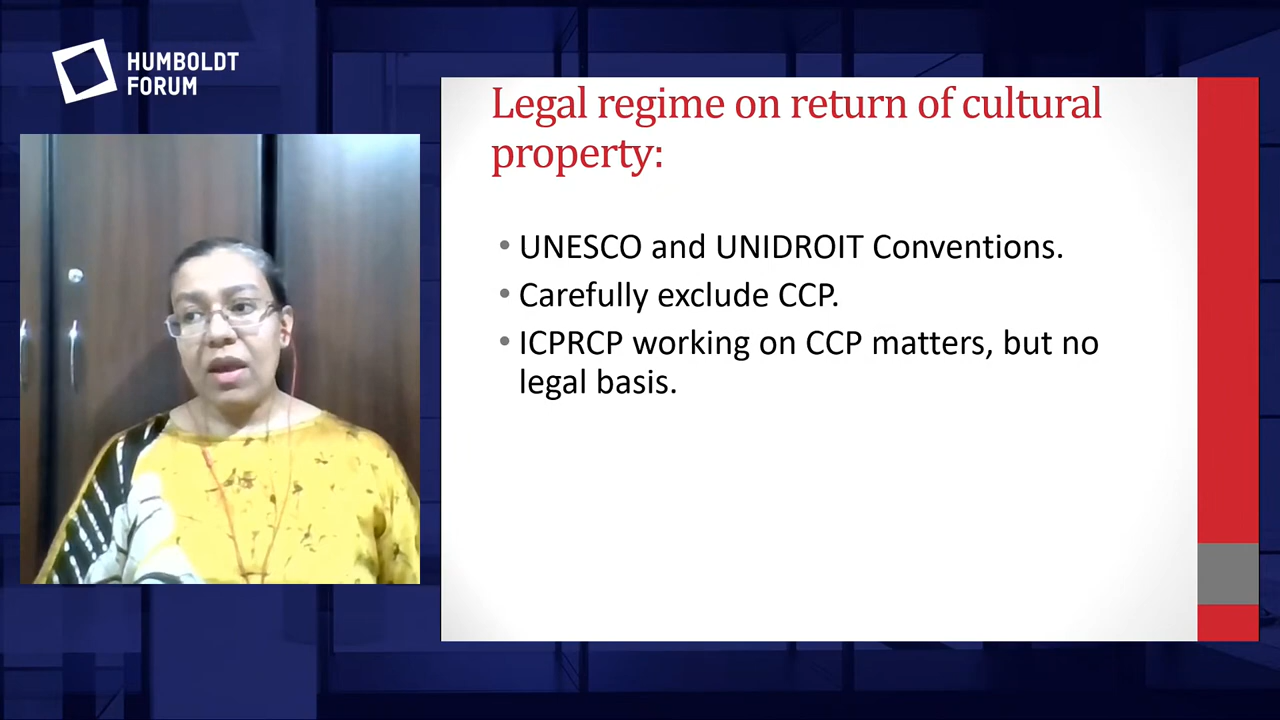 HUMBOLDT
FORUM
Legal regime on return of cultural
property:
• UNESCO and UNIDROIT Conventions.
• Carefully exclude CCP.
• ICPRCP working on CCP matters, but no
legal basis.